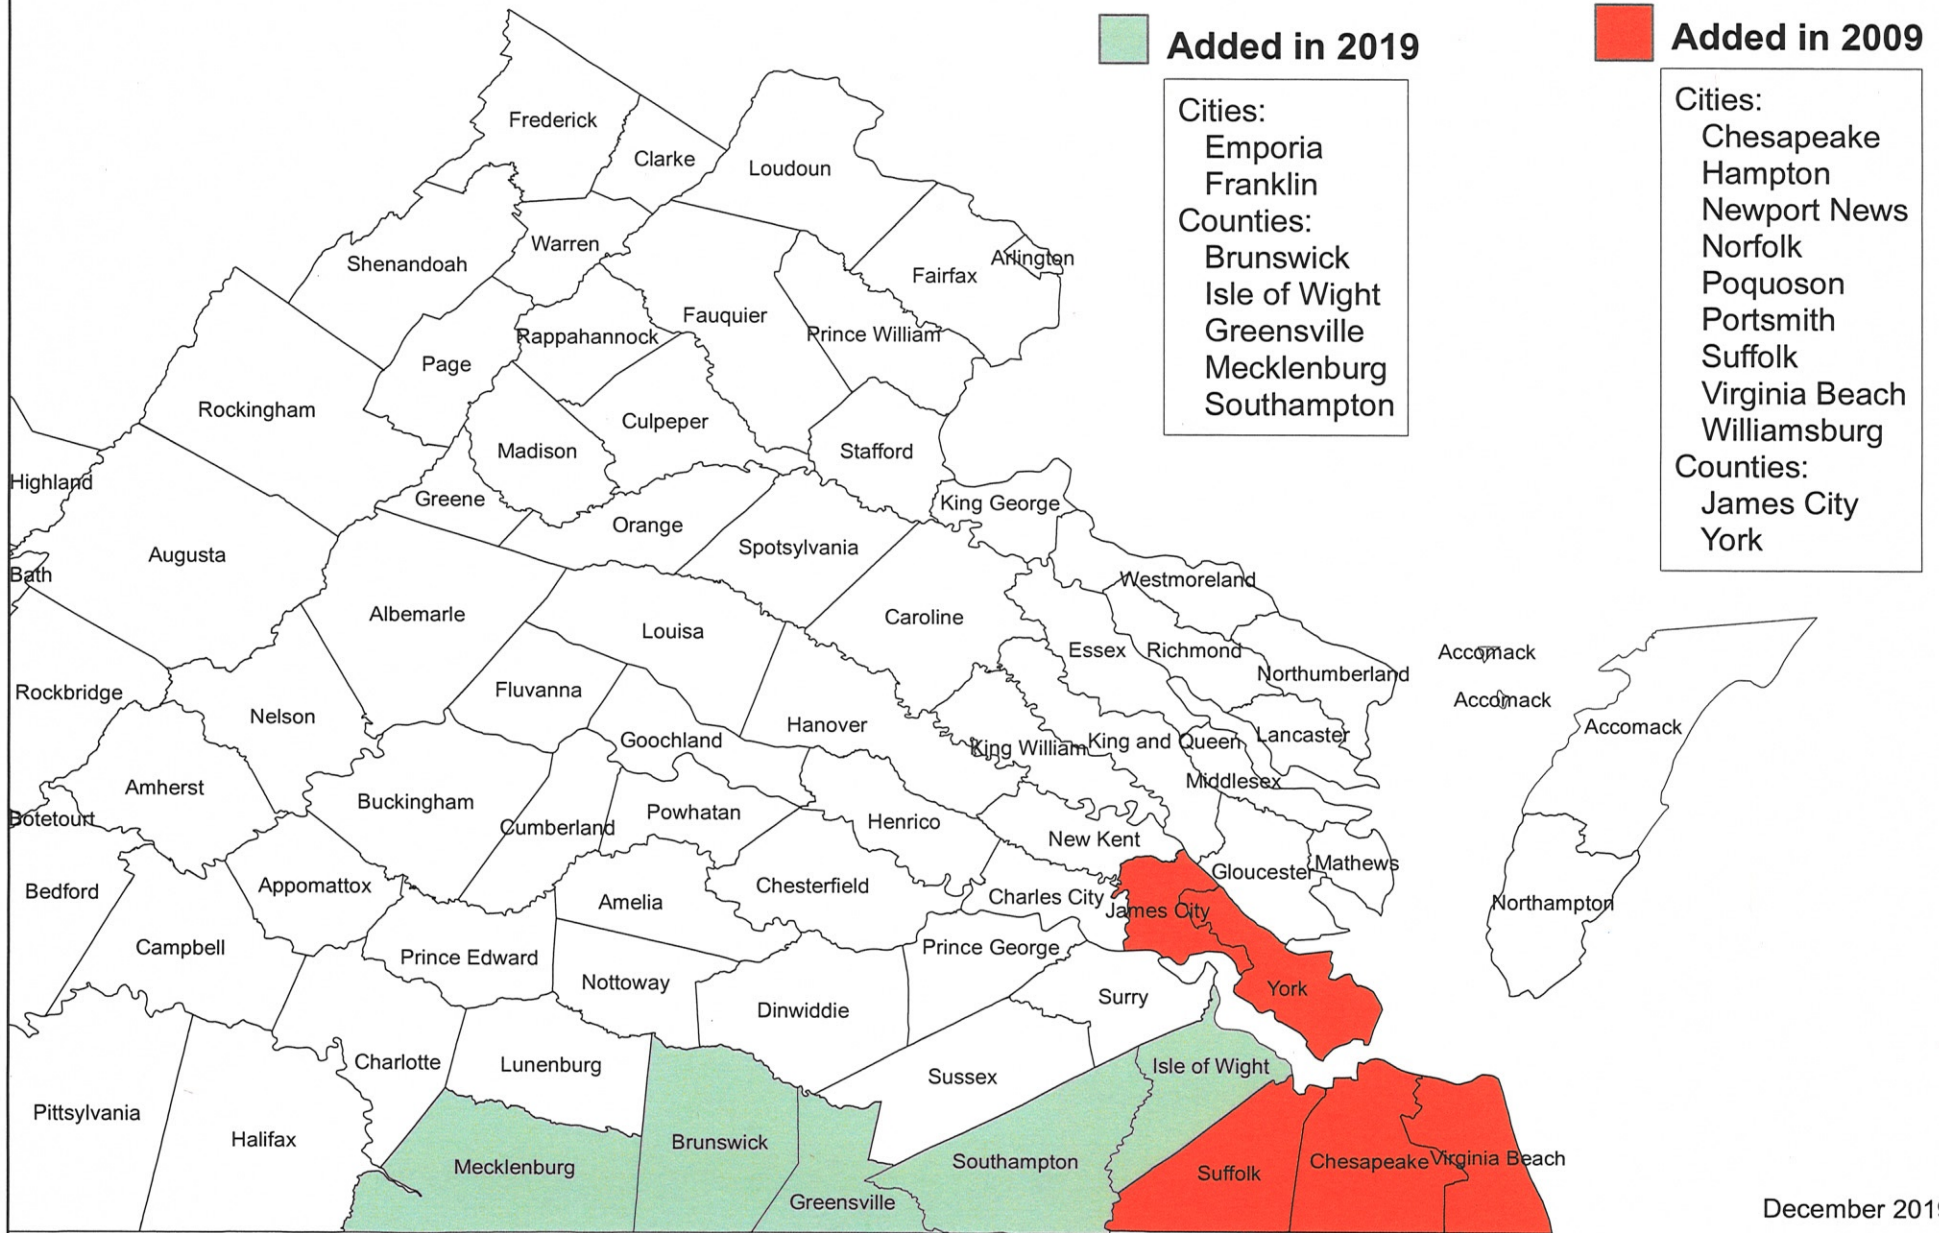 Added in 2019
Cities:
Emporia
Franklin
Counties:
Brunswick
Isle of Wight
Greensville
Mecklenburg
Southampton
Added in 2009
Cities:
Chesapeake
Hampton
Newport News
Norfolk
Poquoson
Portsmith
Suffolk
Virginia Beach
Williamsburg
Counties:
James City
York
Frederick
Clarke
Loudoun
Warren
Shenandoah
Arlington
Fairfax
Fauquier
Prince William
Rappahannock
Page
Rockingham
Culpeper
Madison
Stafford
Highland
Greene
King George
Orange
Spotsylvania
Augusta
Bath
Westmoreland
Albemarle
Caroline
Louisa
Essex
Richmond
Accomack
Northumberland
Rockbridge
Fluvanna
Accomack
Nelson
Hanover
Accomack
Goochland
King William
King and Queen
Lancaster
Middlesex
Amherst
Buckingham
Powhatan
Botetourt
Cumberland
Henrico
New Kent
Mathews
Gloucester
Bedford
Appomattox
Chesterfield
Charles City
Amelia
Northampton
James City
Campbell
Prince George
Prince Edward
Nottoway
York
Surry
Dinwiddie
Charlotte
Lunenburg
Isle of Wight
Sussex
Pittsylvania
Halifax
Brunswick
Mecklenburg
Southampton
Chesapeake
Virginia Beach
Suffolk
Greensville
December 2019